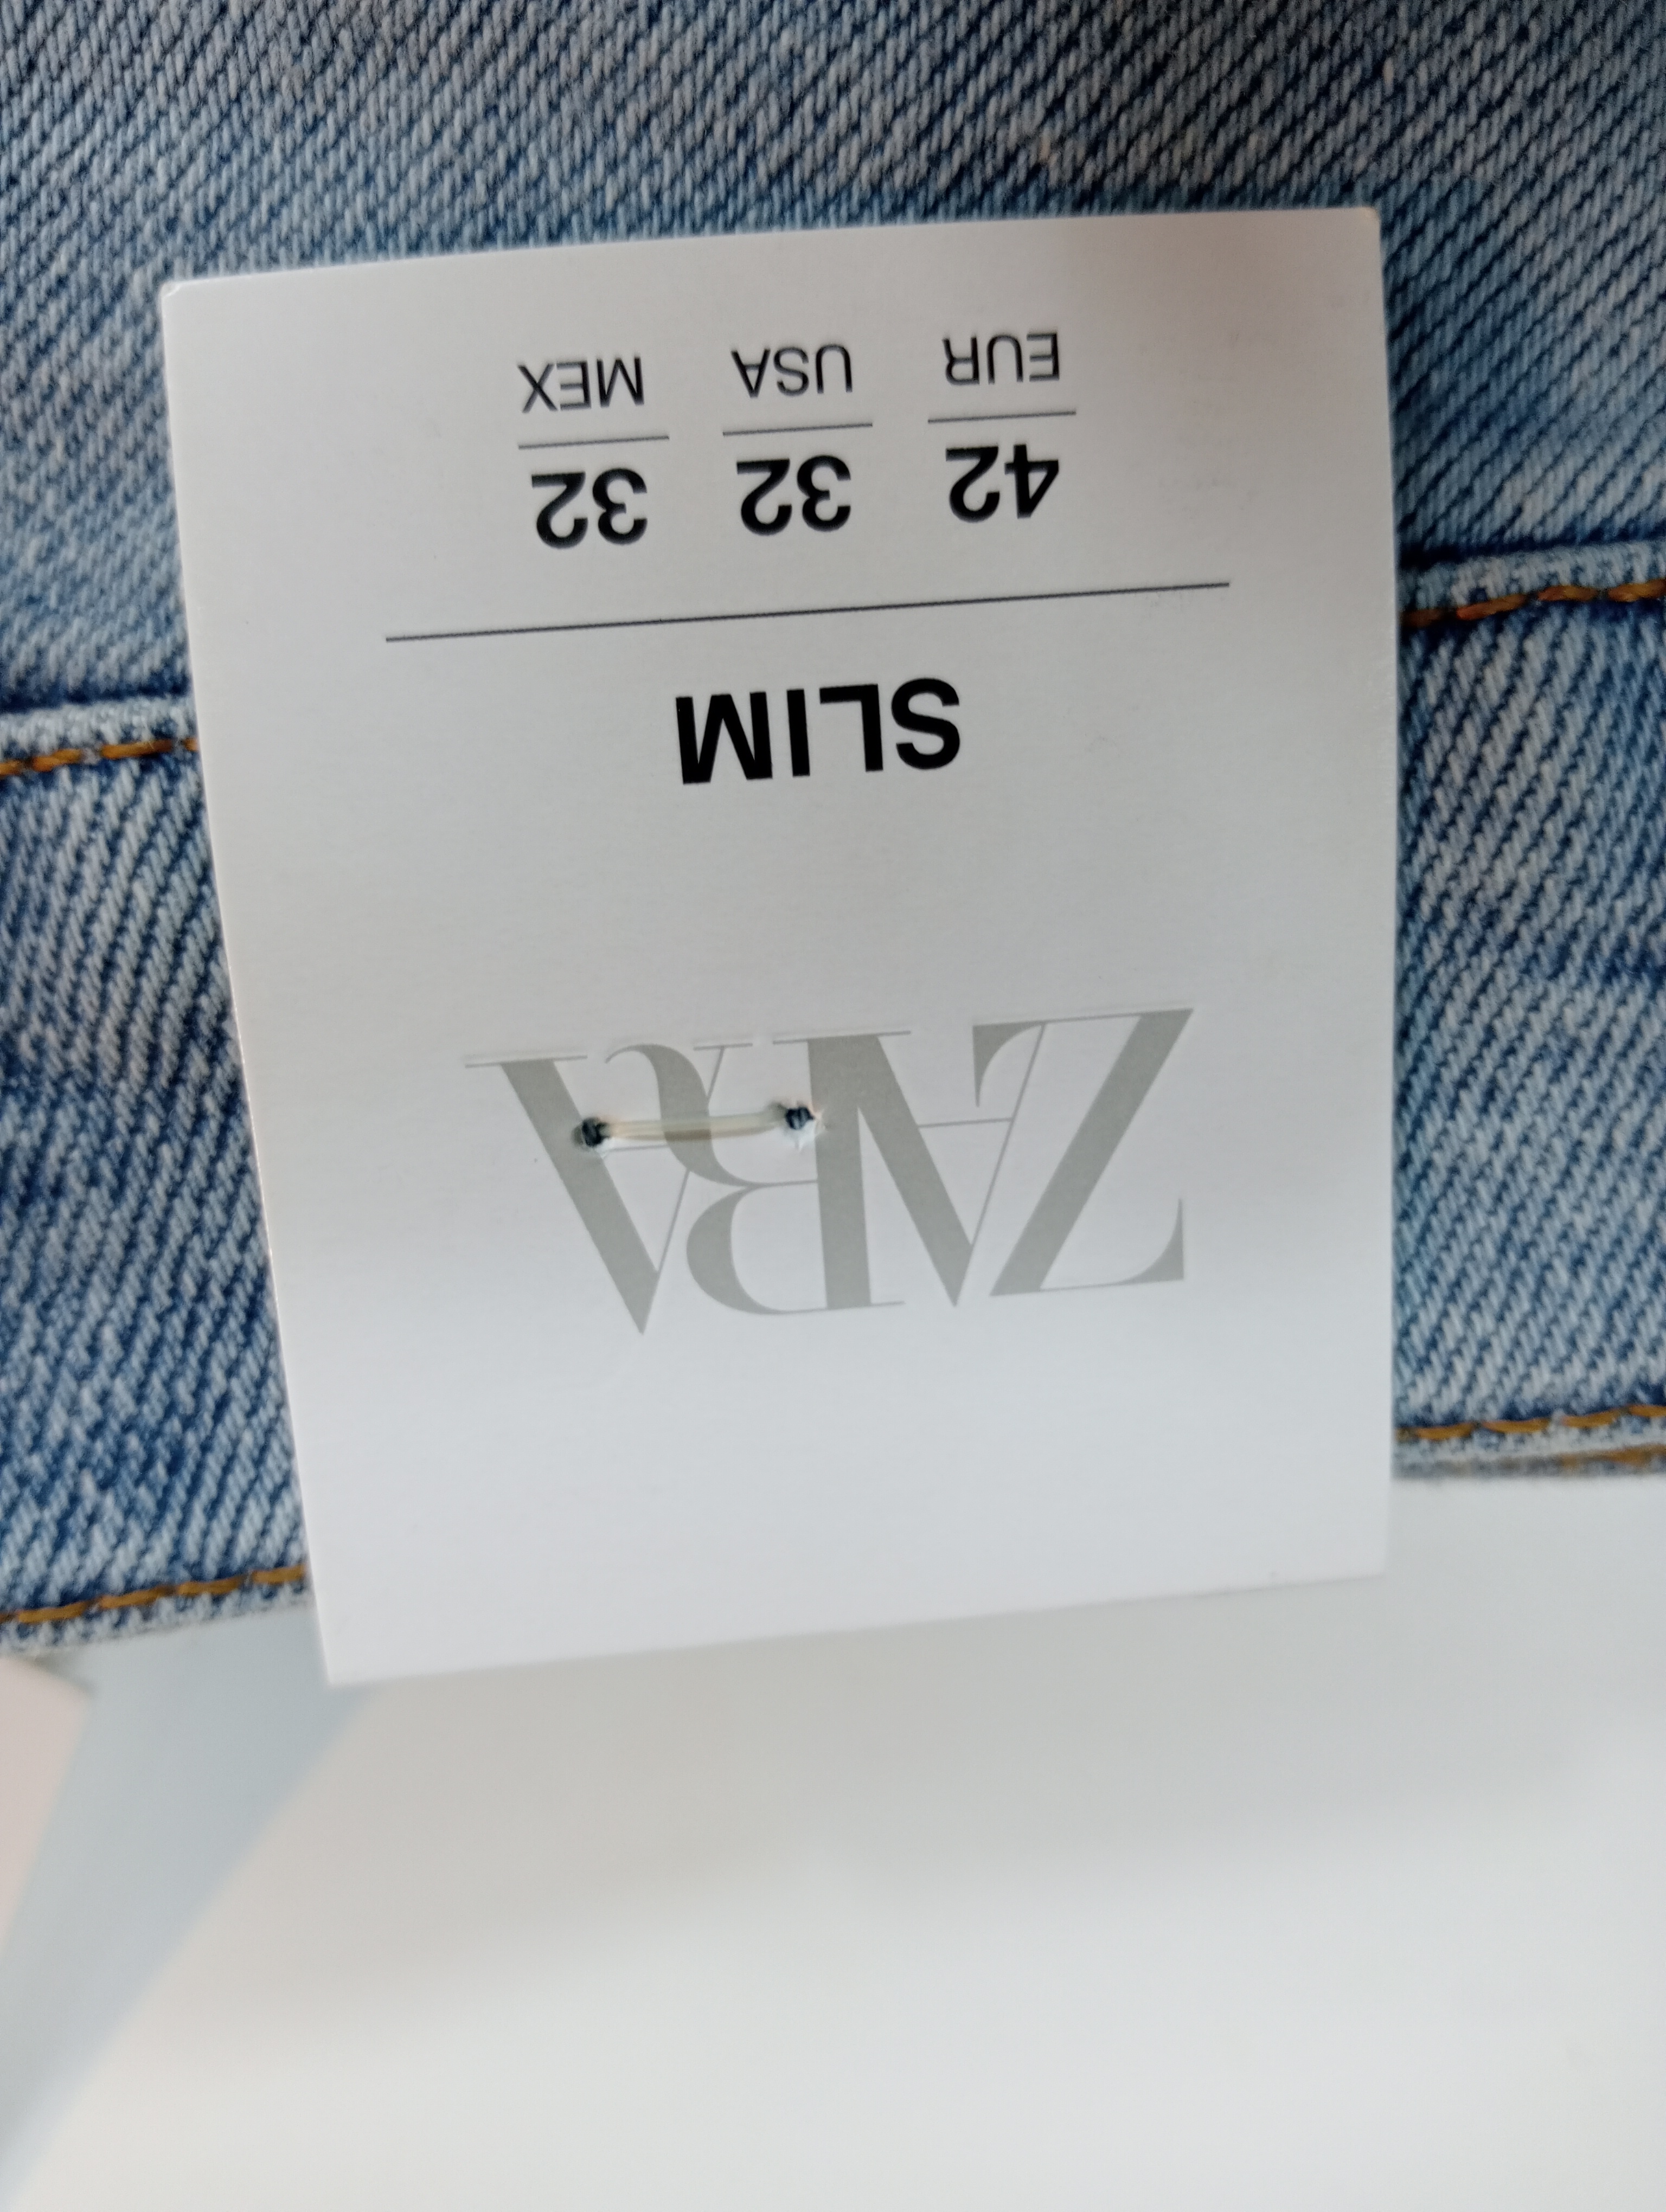 ZARA
SLIM
42 32 32
EUR USA MEX